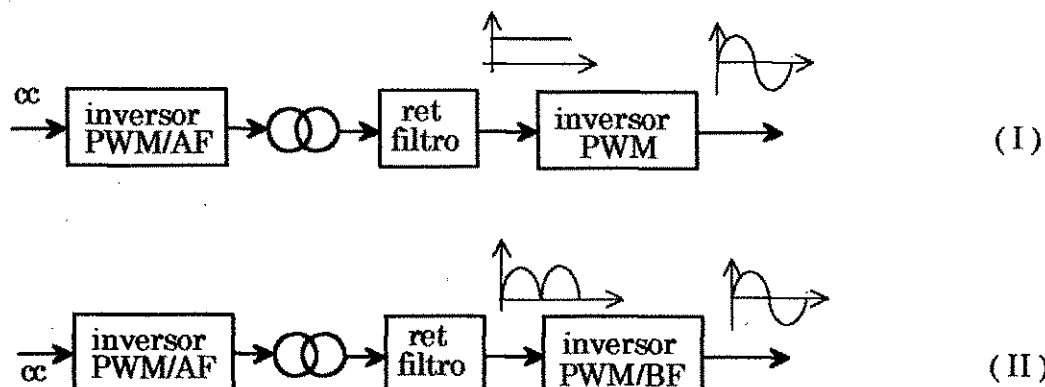 cc
inversor
PWM/AF
ret
filtro
inversor
PWM
(I)
cc
inversor
PWM/AF
ret
filtro
inversor
PWM/BF
(II)